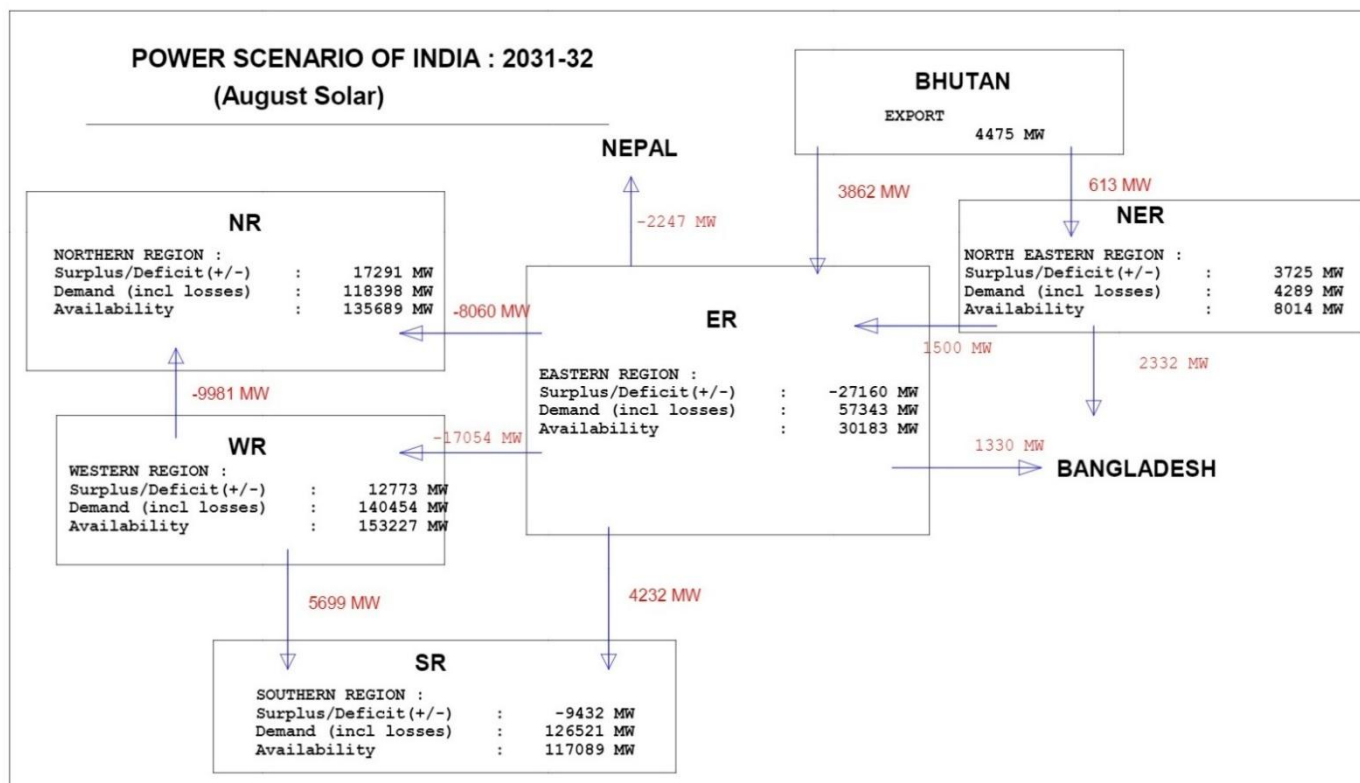 POWER SCENARIO OF INDIA : 2031-32
(August Solar)
BHUTAN
EXPORT
4475 MW
NEPAL
3862 MW
613 MW
-2247 MW
NR
NORTHERN REGION :
Surplus/Deficit(+/-) : 17291 MW
Demand (incl losses) : 118398 MW
Availability : 135689 MW
NER
NORTH EASTERN REGION :
Surplus/Deficit(+/-) : 3725 MW
Demand (incl losses) : 4289 MW
Availability : 8014 MW
-8060 MW
ER
EASTERN REGION :
Surplus/Deficit(+/-) : -27160 MW
Demand (incl losses) : 57343 MW
Availability : 30183 MW
1500 MW
2332 MW
-9981 MW
-17054 MW
1330 MW
BANGLADESH
WR
WESTERN REGION :
Surplus/Deficit(+/-) : 12773 MW
Demand (incl losses) : 140454 MW
Availability : 153227 MW
5699 MW
4232 MW
SR
SOUTHERN REGION :
Surplus/Deficit(+/-) : -9432 MW
Demand (incl losses) : 126521 MW
Availability : 117089 MW